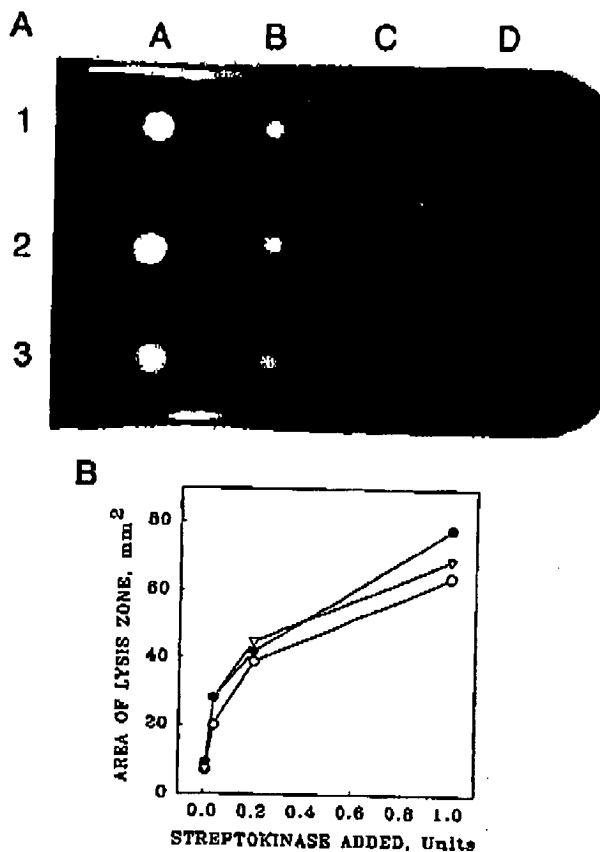 A
A B C D
1
2
3
B
AREA OF LYSIS ZONE, mm²
80
60
40
20
0
0.0 0.2 0.4 0.6 0.8 1.0
STREPTOKINASE ADDED, Units